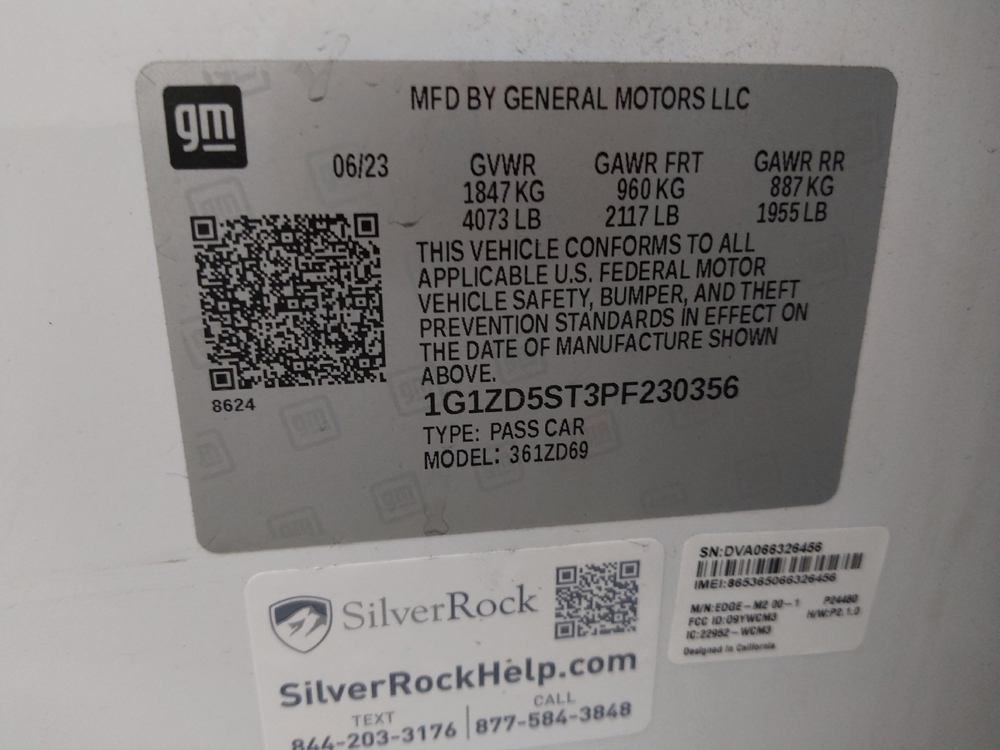 gm
MFD BY GENERAL MOTORS LLC
06/23 GVWR GAWR FRT GAWR RR
1847 KG 960 KG 887 KG
4073 LB 2117 LB 1955 LB
THIS VEHICLE CONFORMS TO ALL
APPLICABLE U.S. FEDERAL MOTOR
VEHICLE SAFETY, BUMPER, AND THEFT
PREVENTION STANDARDS IN EFFECT ON
THE DATE OF MANUFACTURE SHOWN
ABOVE.
8624
1G1ZD5ST3PF230356
TYPE: PASS CAR
MODEL: 361ZD69
SilverRock
SilverRockHelp.com
TEXT CALL
844-203-3176 877-584-3848
SN:DVA066326456
IMEI:865365066326456
M/N:EDGE-M2 00-1 P24480
FCC ID:09YWCM3 H/W:P2.1.0
IC:22952-WCM3
Designed in California